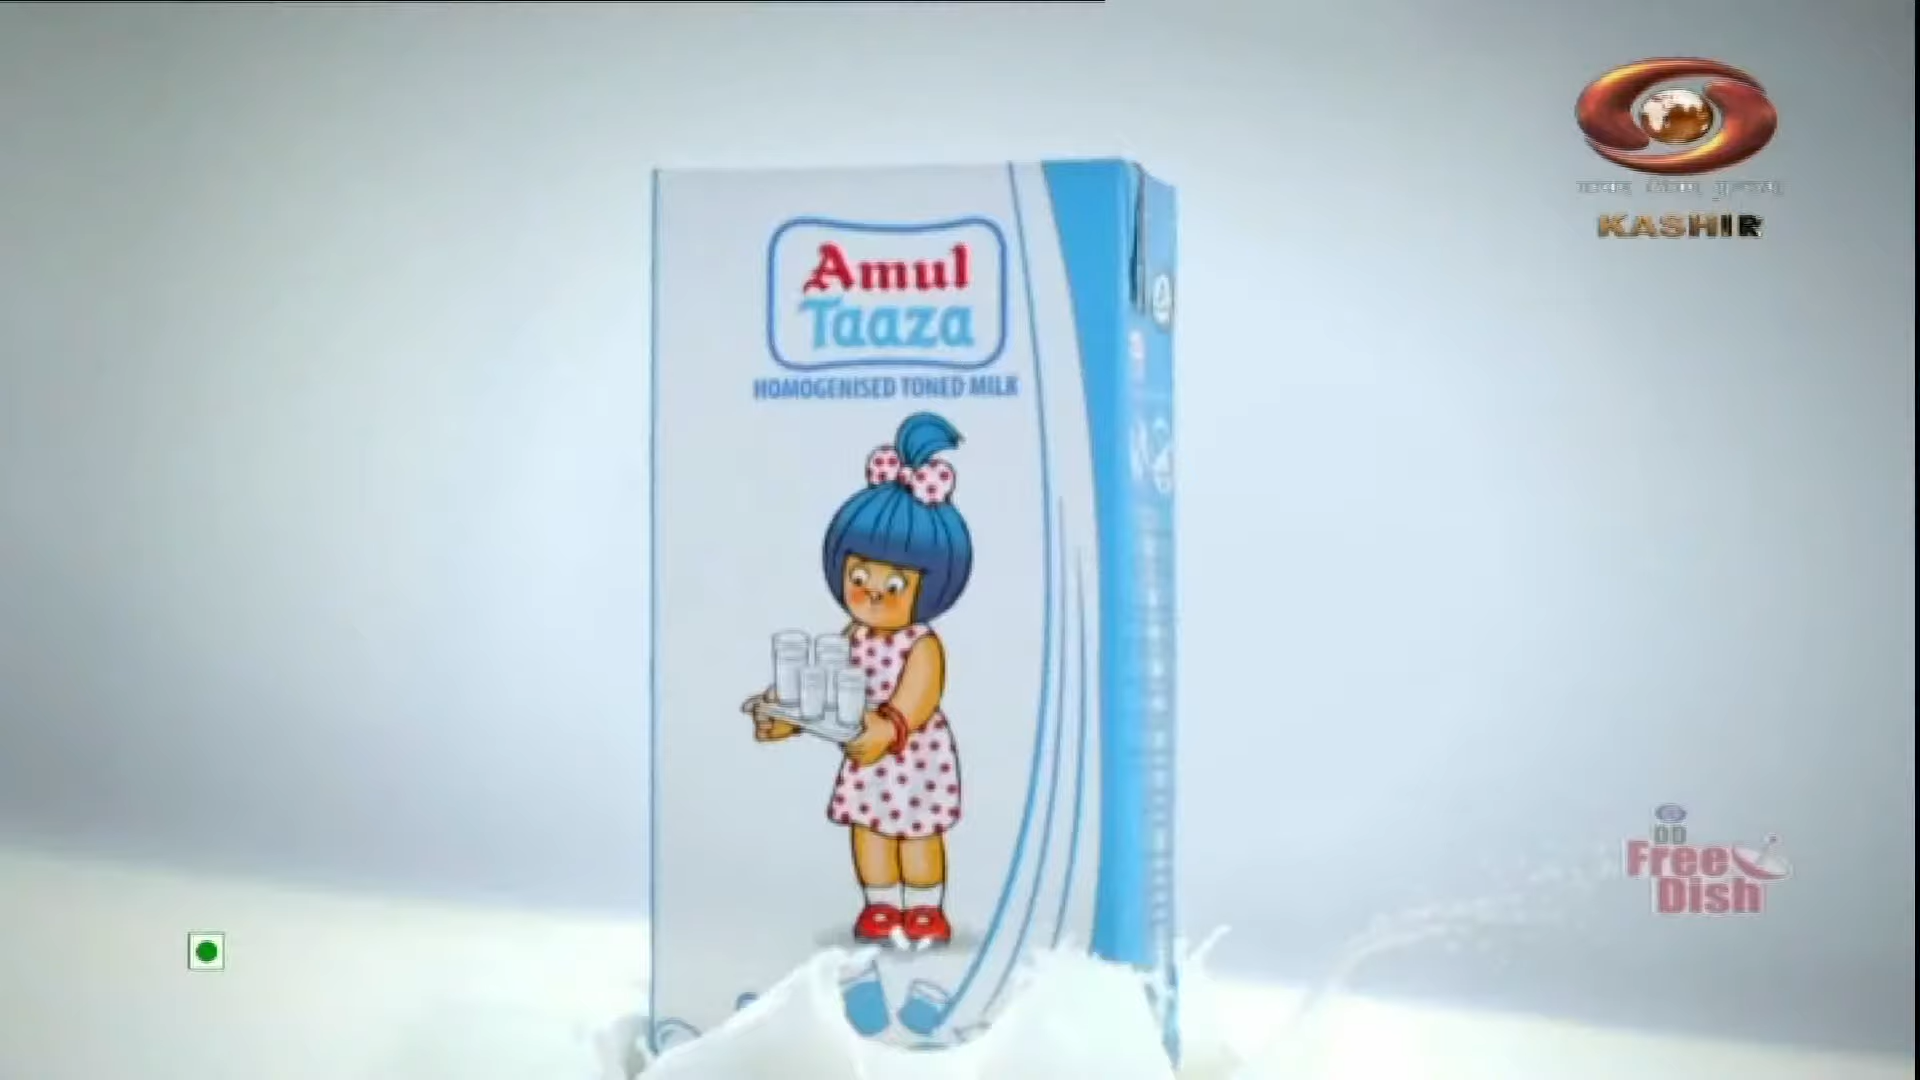 Amul
Taaza
HOMOGENISED TONED MILK
KASHIR
DD
Free
Dish